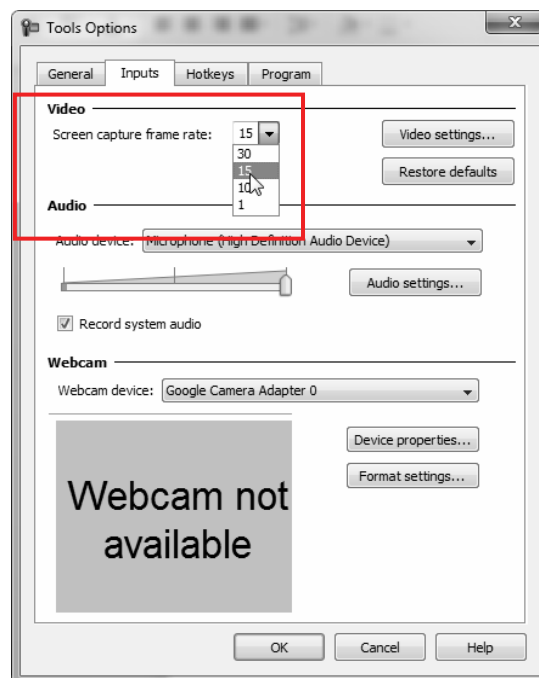 Tools Options
General Inputs Hotkeys Program
Video
Screen capture frame rate: 15 Video settings...
30
15 Restore defaults
10
Audio 1
Audio device: Microphone (High Definition Audio Device)
Audio settings...
Record system audio
Webcam
Webcam device: Google Camera Adapter 0
Device properties...
Format settings...
Webcam not
available
OK Cancel Help